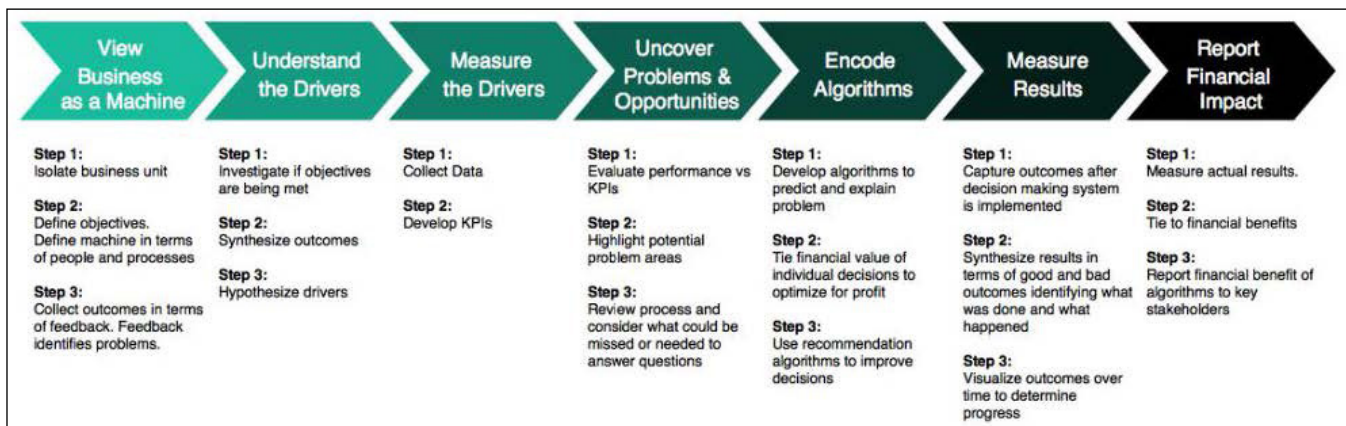 View
Business
as a Machine
Understand
the Drivers
Measure
the Drivers
Uncover
Problems &
Opportunities
Encode
Algorithms
Measure
Results
Report
Financial
Impact
Step 1:
Isolate business unit
Step 2:
Define objectives.
Define machine in terms
of people and processes
Step 3:
Collect outcomes in terms
of feedback. Feedback
identifies problems.
Step 1:
Investigate if objectives
are being met
Step 2:
Synthesize outcomes
Step 3:
Hypothesize drivers
Step 1:
Collect Data
Step 2:
Develop KPIs
Step 1:
Evaluate performance vs
KPIs
Step 2:
Highlight potential
problem areas
Step 3:
Review process and
consider what could be
missed or needed to
answer questions
Step 1:
Develop algorithms to
predict and explain
problem
Step 2:
Tie financial value of
individual decisions to
optimize for profit
Step 3:
Use recommendation
algorithms to improve
decisions
Step 1:
Capture outcomes after
decision making system
is implemented
Step 2:
Synthesize results in
terms of good and bad
outcomes identifying what
was done and what
happened
Step 3:
Visualize outcomes over
time to determine
progress
Step 1:
Measure actual results.
Step 2:
Tie to financial benefits
Step 3:
Report financial benefit of
algorithms to key
stakeholders